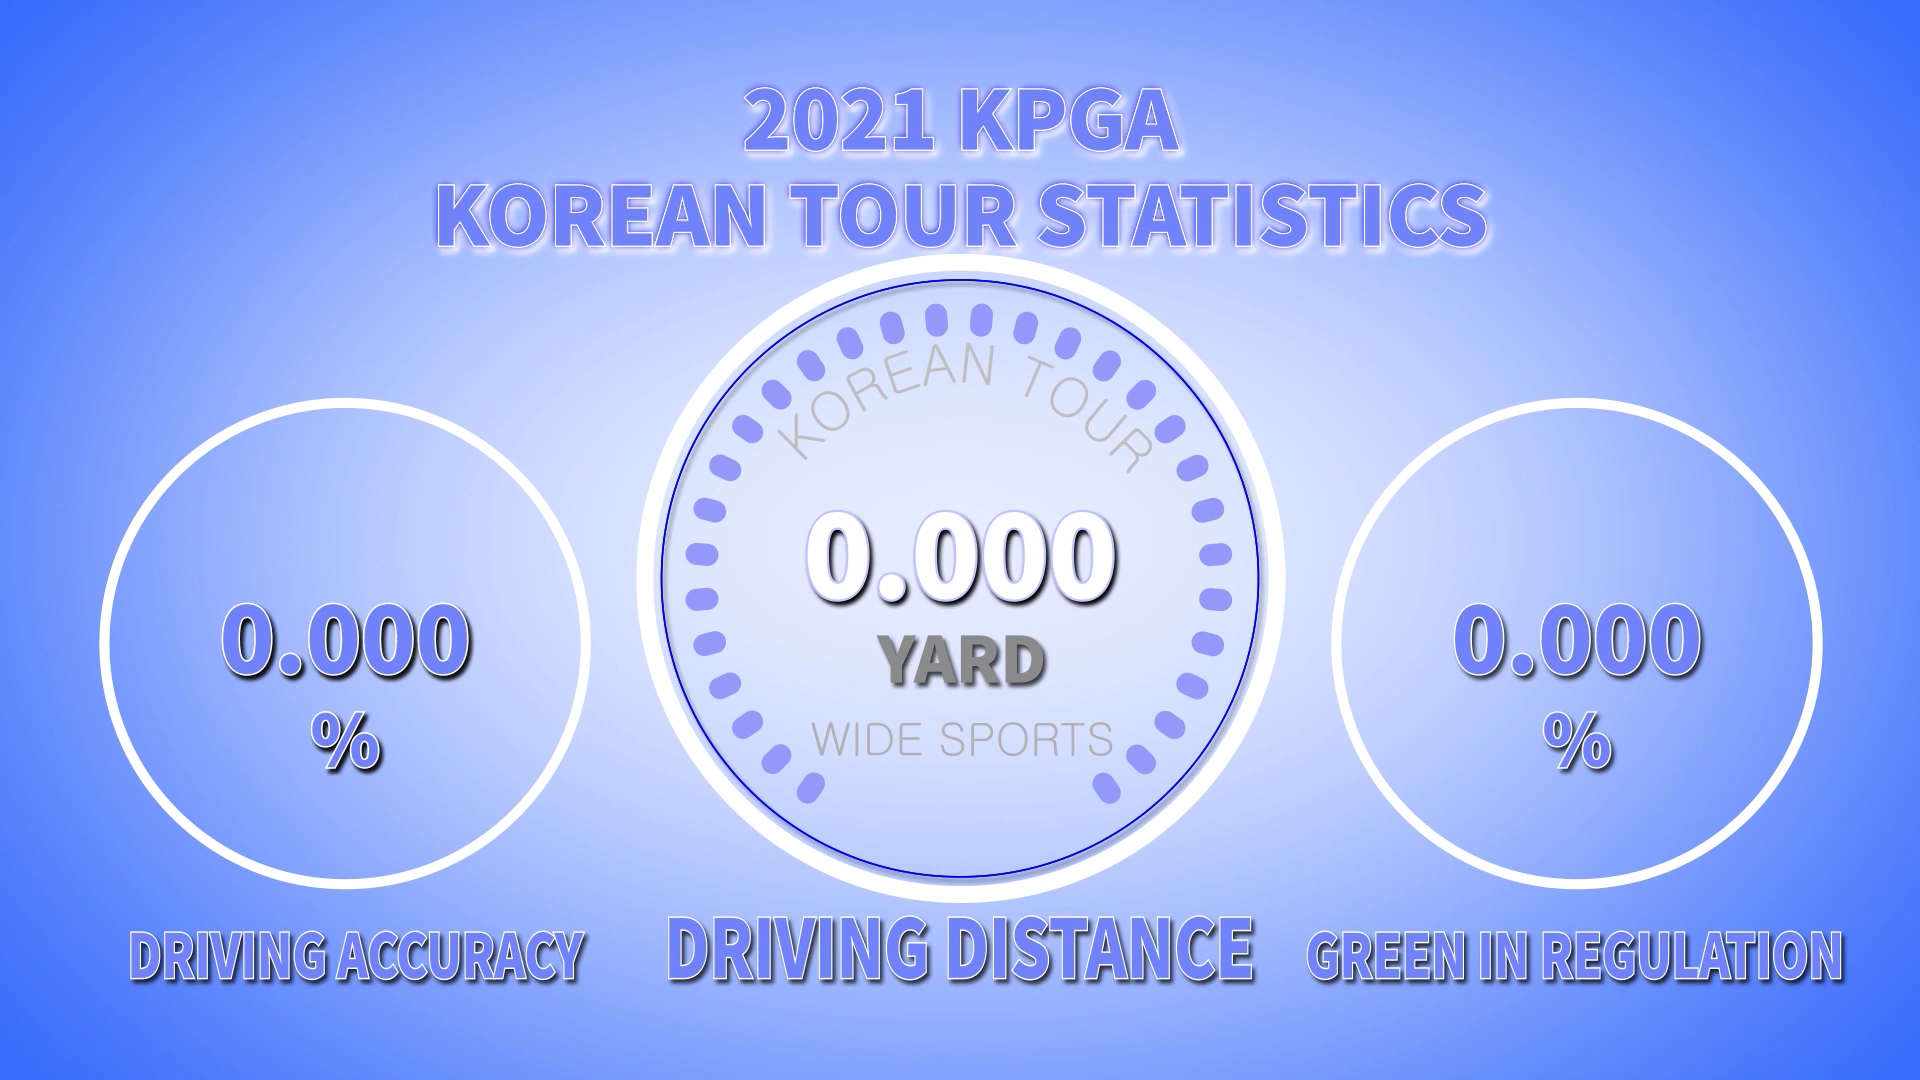 2021 KPGA
KOREAN TOUR STATISTICS
KOREAN TOUR
0.000
%
0.000
YARD
WIDE SPORTS
0.000
%
DRIVING ACCURACY
DRIVING DISTANCE
GREEN IN REGULATION